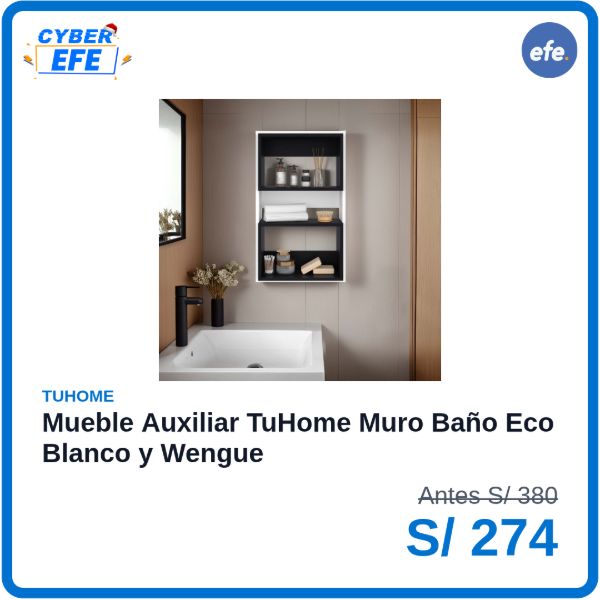 CYBER
EFE
efe.
TUHOME
Mueble Auxiliar TuHome Muro Baño Eco
Blanco y Wengue
Antes S/ 380
S/ 274